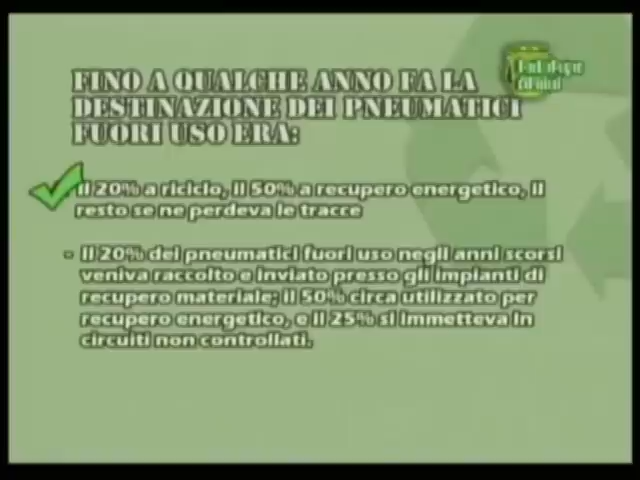 FINO A QUALCHE ANNO FA LA
DESTINAZIONE DEI PNEUMATICI
FUORI USO ERA:
Il 20% a riciclo, il 50% a recupero energetico, il
resto se ne perdeva le tracce
- Il 20% dei pneumatici fuori uso negli anni scorsi
veniva raccolto e inviato presso gli impianti di
recupero materiale; il 50% circa utilizzato per
recupero energetico, e il 25% si immetteva in
circuiti non controllati.